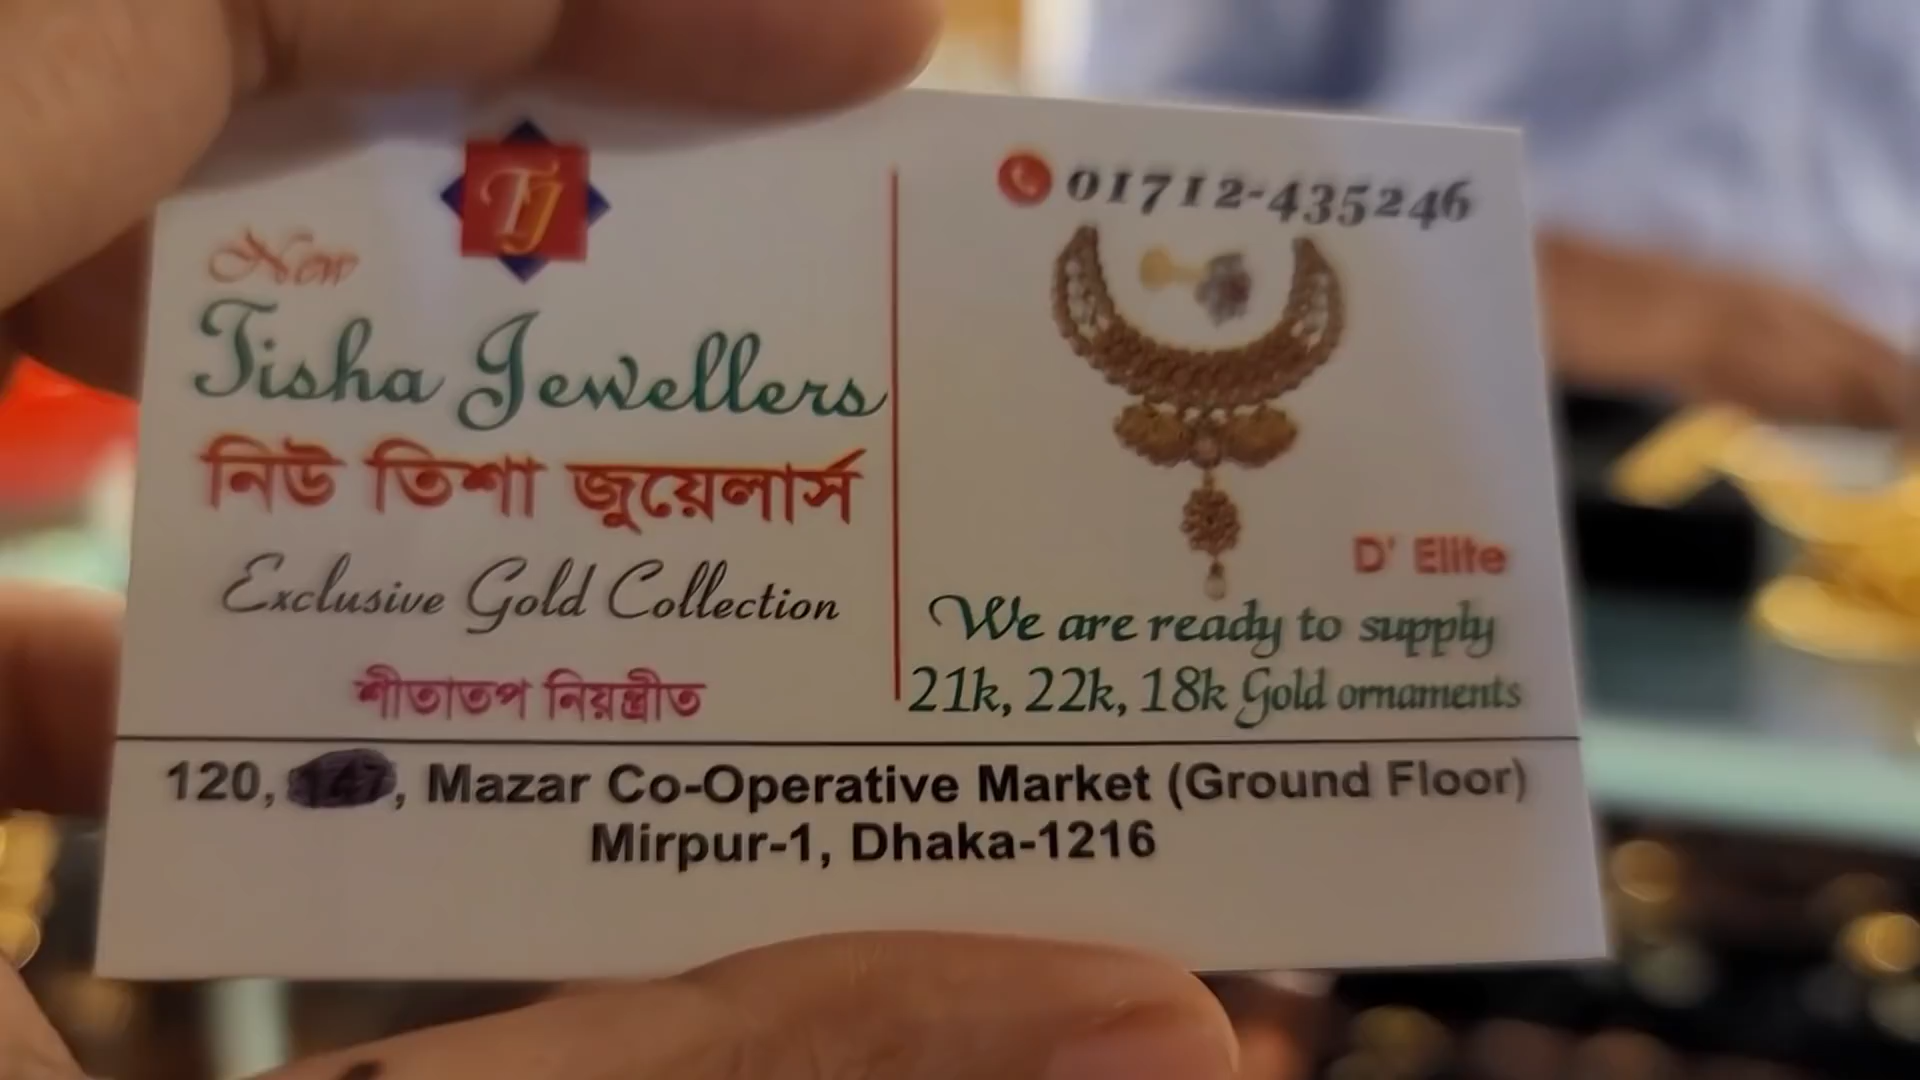 TJ
New
Tisha Jewellers
নিউ তিশা জুয়েলার্স
Exclusive Gold Collection
শীতাতপ নিয়ন্ত্রীত
01712-435246
D' Elite
We are ready to supply
21k, 22k, 18k Gold ornaments
120, 147, Mazar Co-Operative Market (Ground Floor)
Mirpur-1, Dhaka-1216